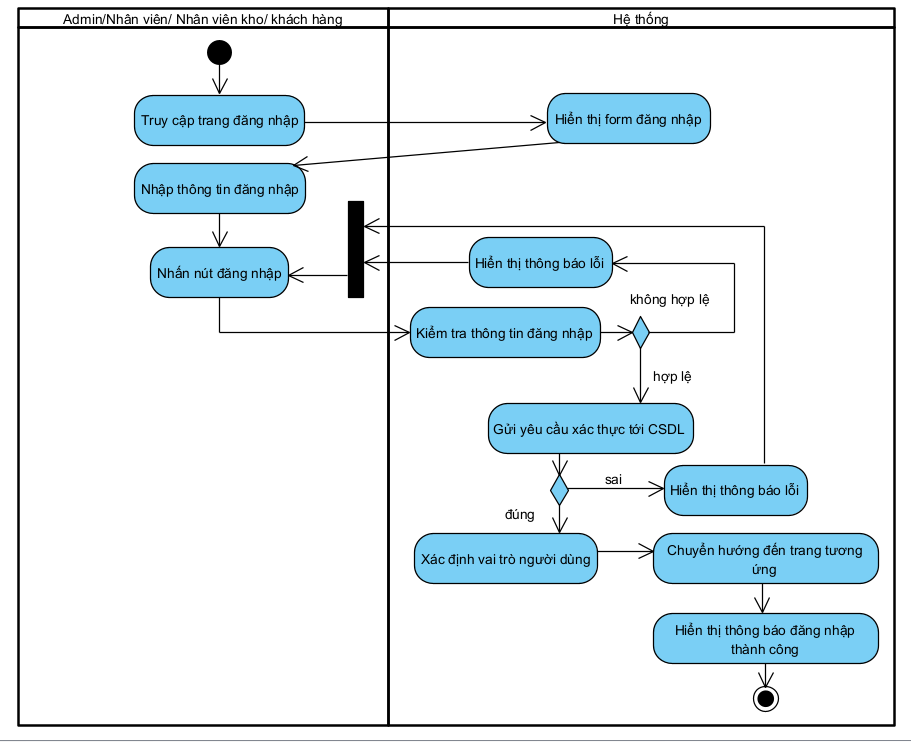 Admin/Nhân viên/ Nhân viên kho/ khách hàng
Hệ thống
Truy cập trang đăng nhập
Hiển thị form đăng nhập
Nhập thông tin đăng nhập
Nhấn nút đăng nhập
Hiển thị thông báo lỗi
không hợp lệ
Kiểm tra thông tin đăng nhập
hợp lệ
Gửi yêu cầu xác thực tới CSDL
sai
Hiển thị thông báo lỗi
đúng
Xác định vai trò người dùng
Chuyển hướng đến trang tương
ứng
Hiển thị thông báo đăng nhập
thành công